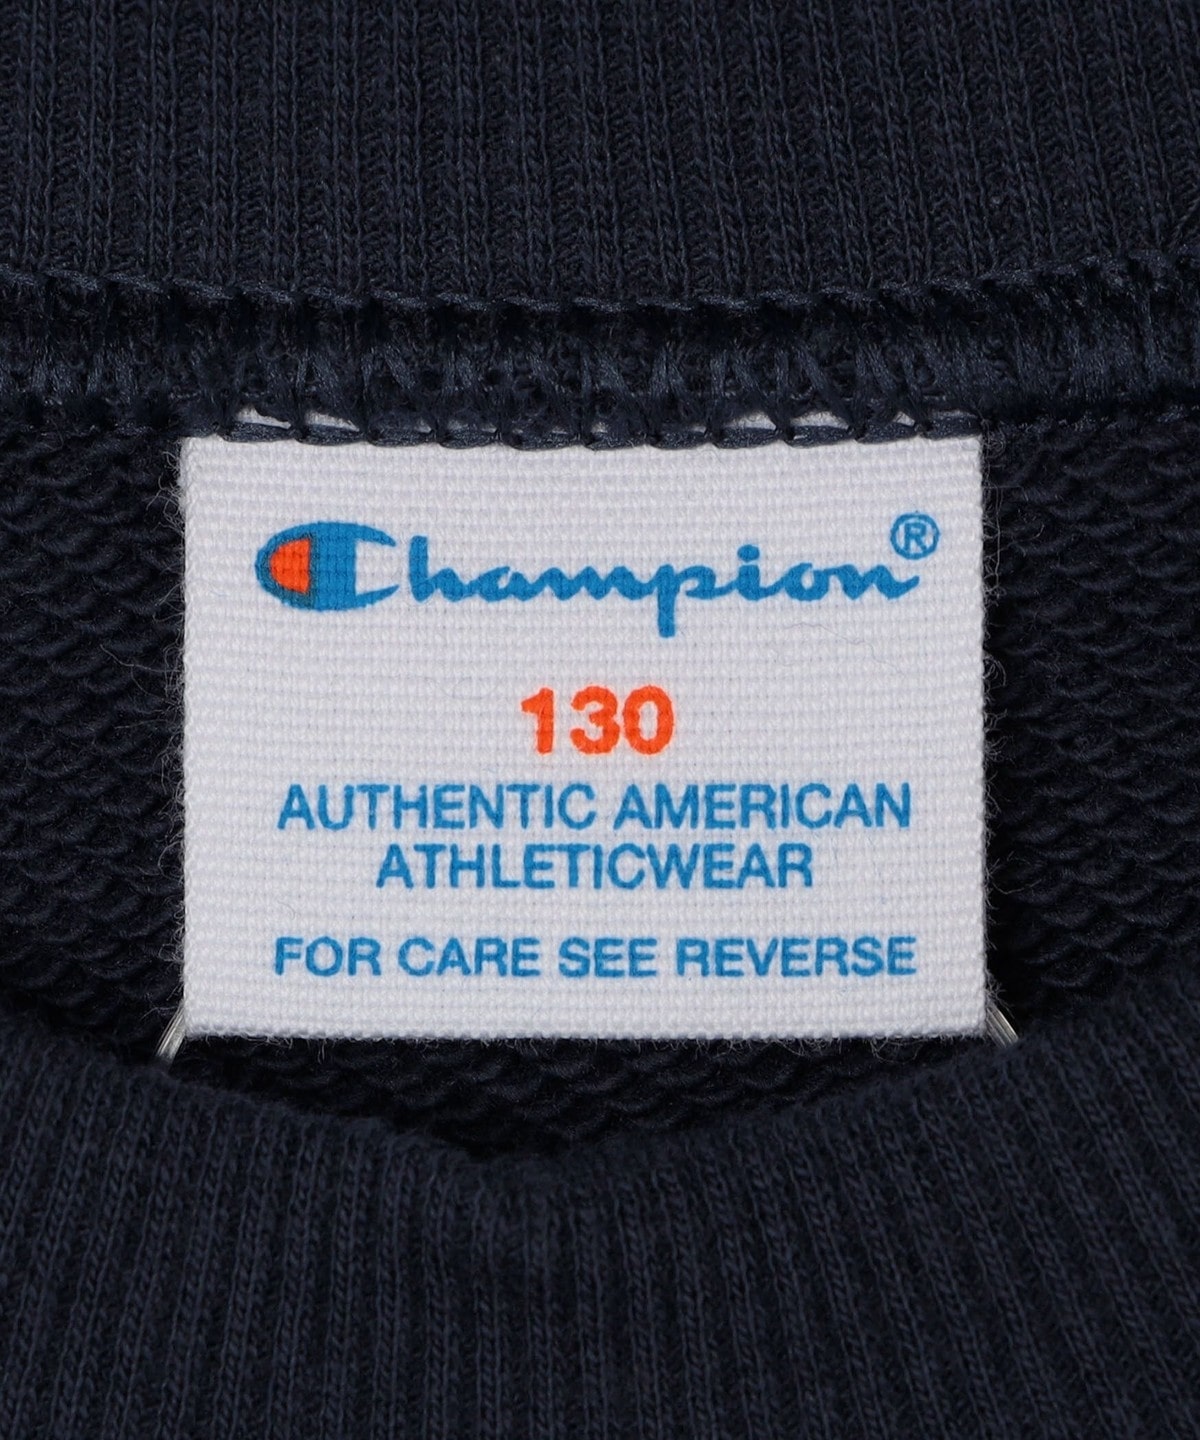 Champion®
130
AUTHENTIC AMERICAN
ATHLETICWEAR
FOR CARE SEE REVERSE